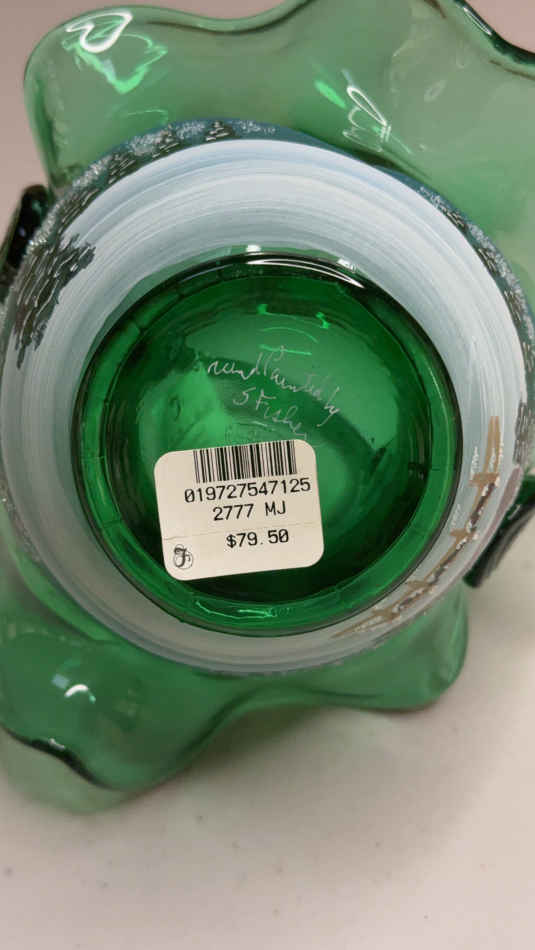 Hand Painted by
S Fisher
019727547125
2777 MJ
$79.50
F